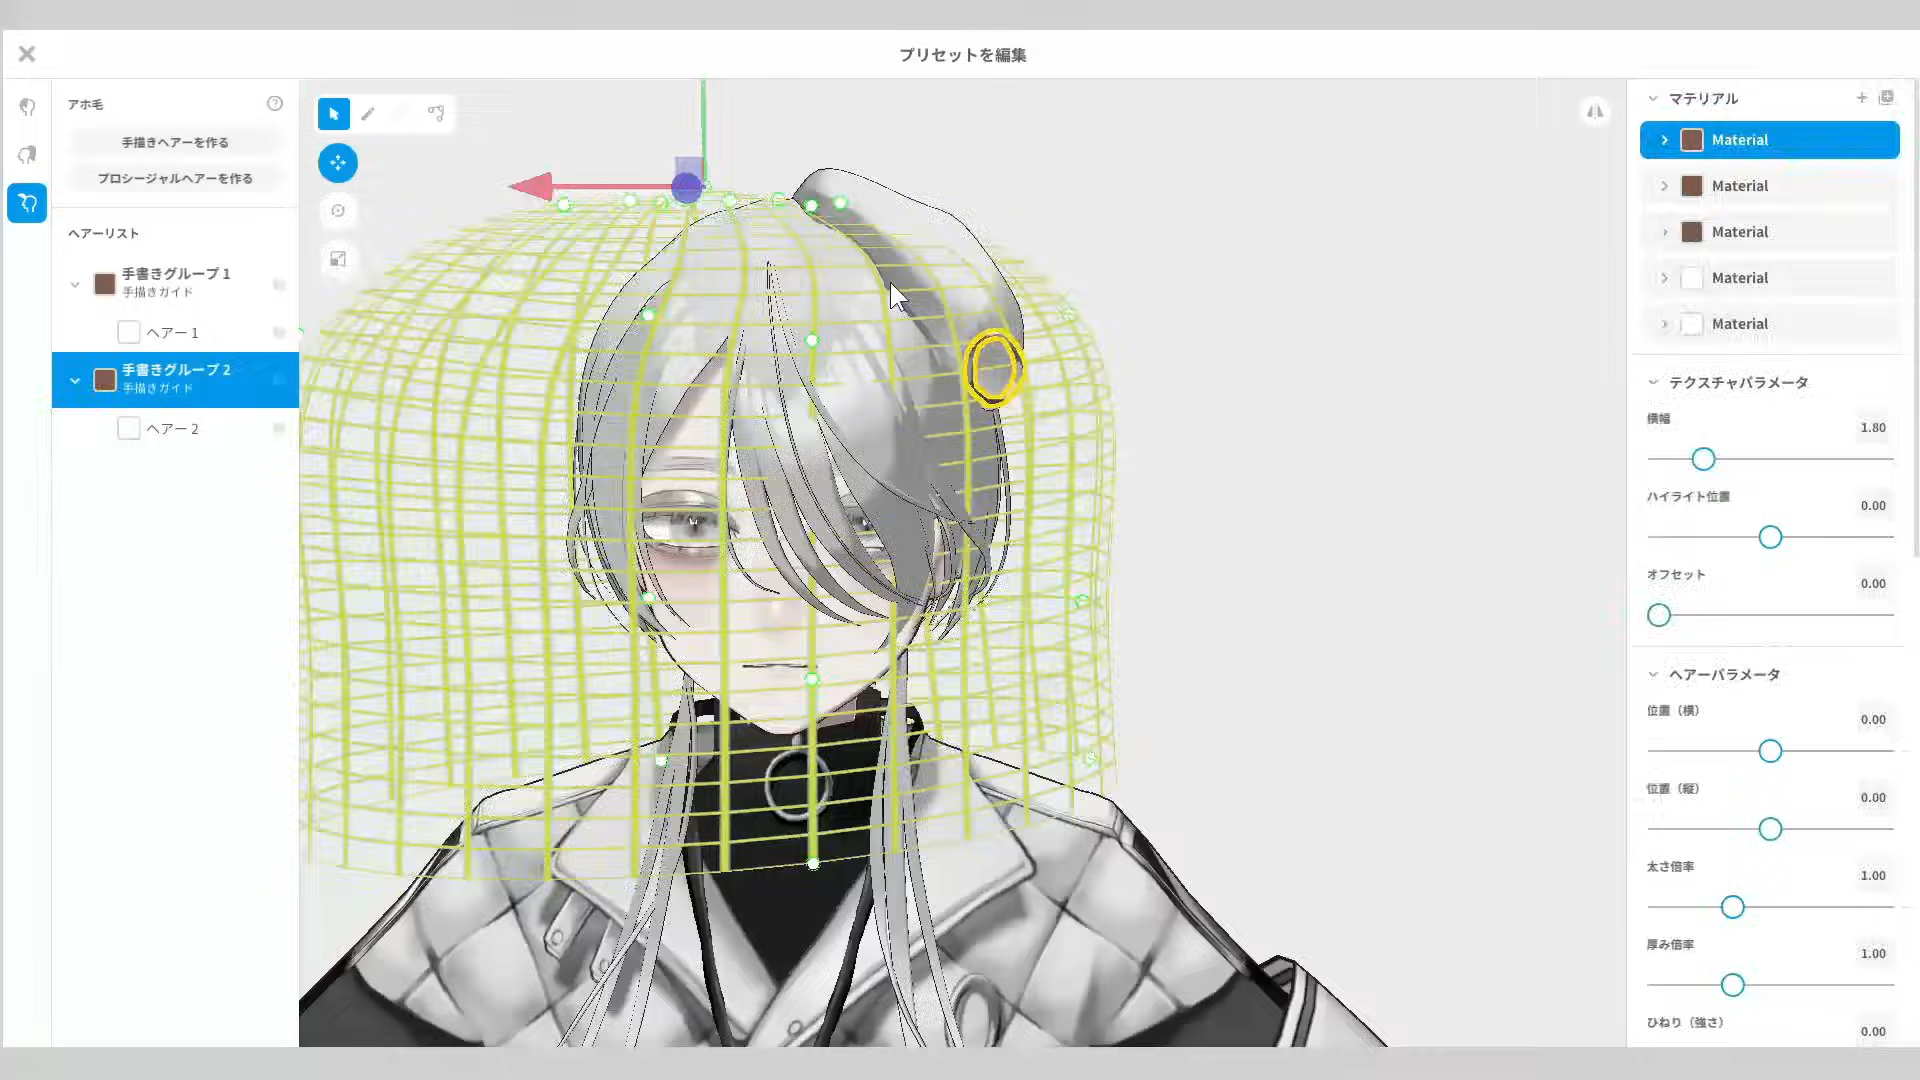 プリセットを編集
アホ毛
手描きヘアーを作る
プロシージャルヘアーを作る
ヘアーリスト
手書きグループ 1
手描きガイド
ヘアー 1
手書きグループ 2
手描きガイド
ヘアー 2
マテリアル
Material
Material
Material
Material
Material
テクスチャパラメータ
横幅
1.80
ハイライト位置
0.00
オフセット
0.00
ヘアーパラメータ
位置（横）
0.00
位置（縦）
0.00
太さ倍率
1.00
厚み倍率
1.00
ひねり（強さ）
0.00